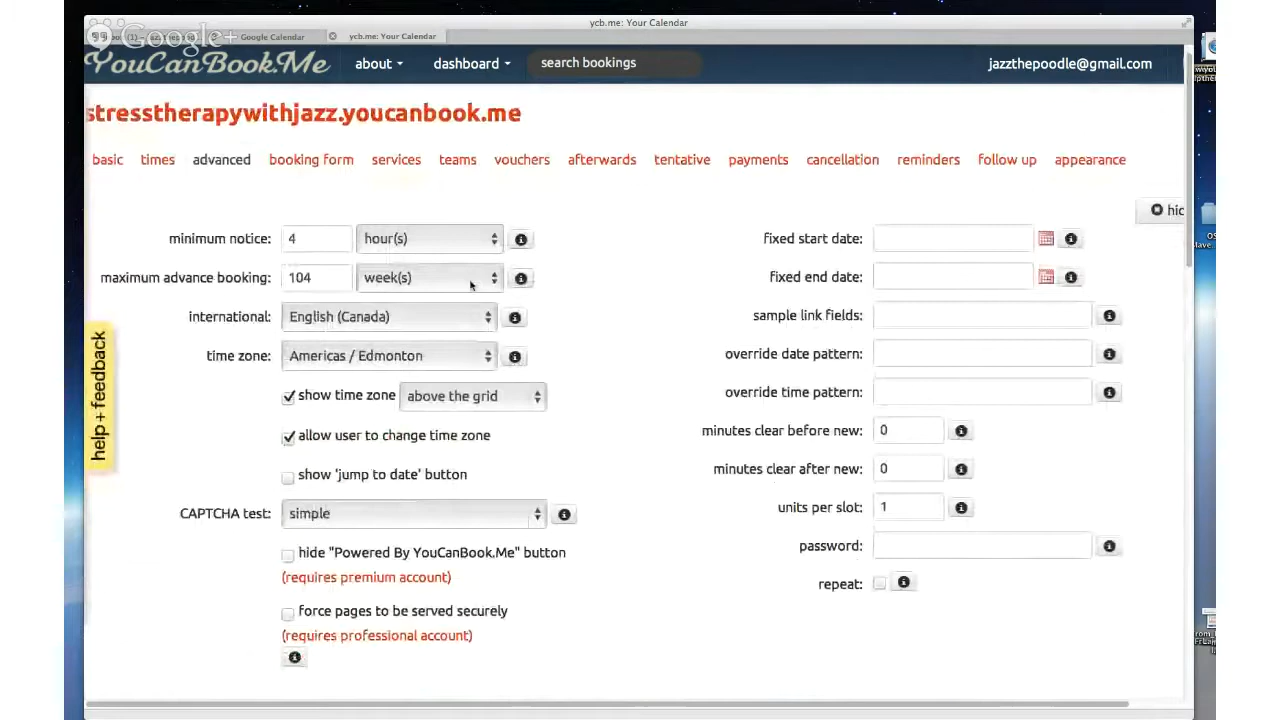 ycb.me: Your Calendar
Google+
Google Calendar
ycb.me: Your Calendar
YouCanBook.Me
about
dashboard
search bookings
jazzthepoodle@gmail.com
stresstherapywithjazz.youcanbook.me
basic times advanced booking form services teams vouchers afterwards tentative payments cancellation reminders follow up appearance
hid
minimum notice: 4 hour(s)
maximum advance booking: 104 week(s)
international: English (Canada)
time zone: Americas / Edmonton
show time zone above the grid
allow user to change time zone
show 'jump to date' button
CAPTCHA test: simple
hide "Powered By YouCanBook.Me" button
(requires premium account)
force pages to be served securely
(requires professional account)
fixed start date:
fixed end date:
sample link fields:
override date pattern:
override time pattern:
minutes clear before new: 0
minutes clear after new: 0
units per slot: 1
password:
repeat:
help + feedback